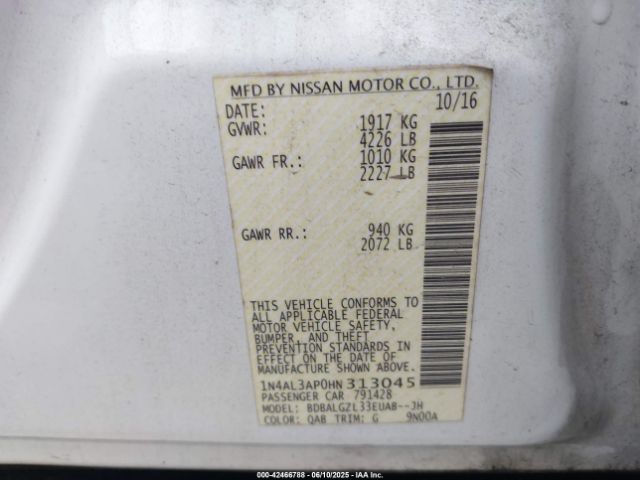 MFD BY NISSAN MOTOR CO., LTD.
DATE: 10/16
GVWR: 1917 KG
4226 LB
GAWR FR.: 1010 KG
2227 LB
GAWR RR.: 940 KG
2072 LB
THIS VEHICLE CONFORMS TO
ALL APPLICABLE FEDERAL
MOTOR VEHICLE SAFETY,
BUMPER, AND THEFT
PREVENTION STANDARDS IN
EFFECT ON THE DATE OF
MANUFACTURE SHOWN ABOVE.
1N4AL3AP0HN 313045
PASSENGER CAR 791428
MODEL: BDBALGZL33EUAB--JH
COLOR: QAB TRIM: G 9N00A
000-42466788 - 06/10/2025 - IAA Inc.